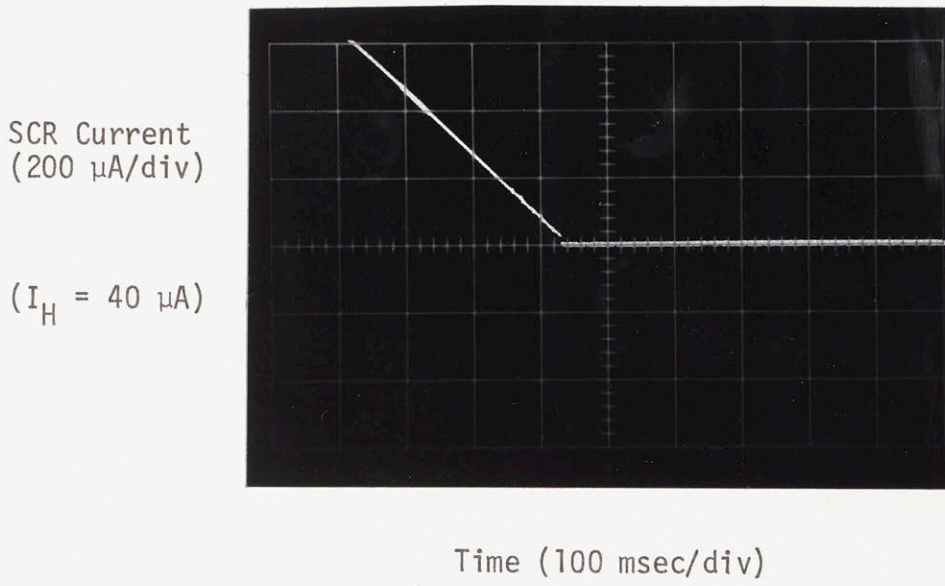 SCR Current
(200 µA/div)
(I_H = 40 µA)
Time (100 msec/div)